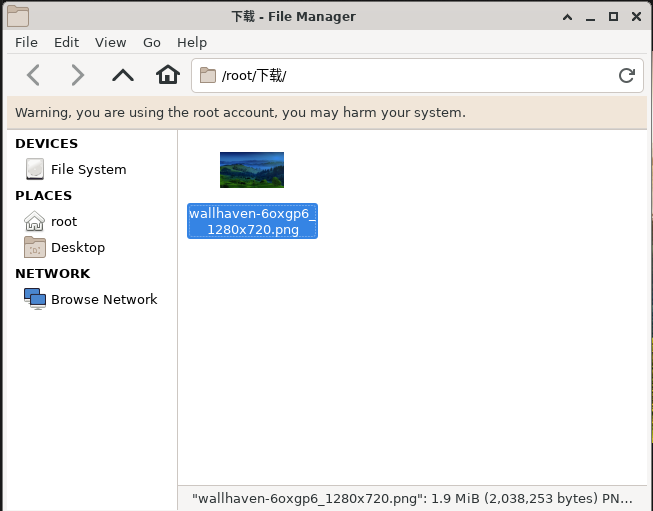 下载 - File Manager
File Edit View Go Help
/root/下载/
Warning, you are using the root account, you may harm your system.
DEVICES
File System
PLACES
root
Desktop
NETWORK
Browse Network
wallhaven-6oxgp6_
1280x720.png
"wallhaven-6oxgp6_1280x720.png": 1.9 MiB (2,038,253 bytes) PN...